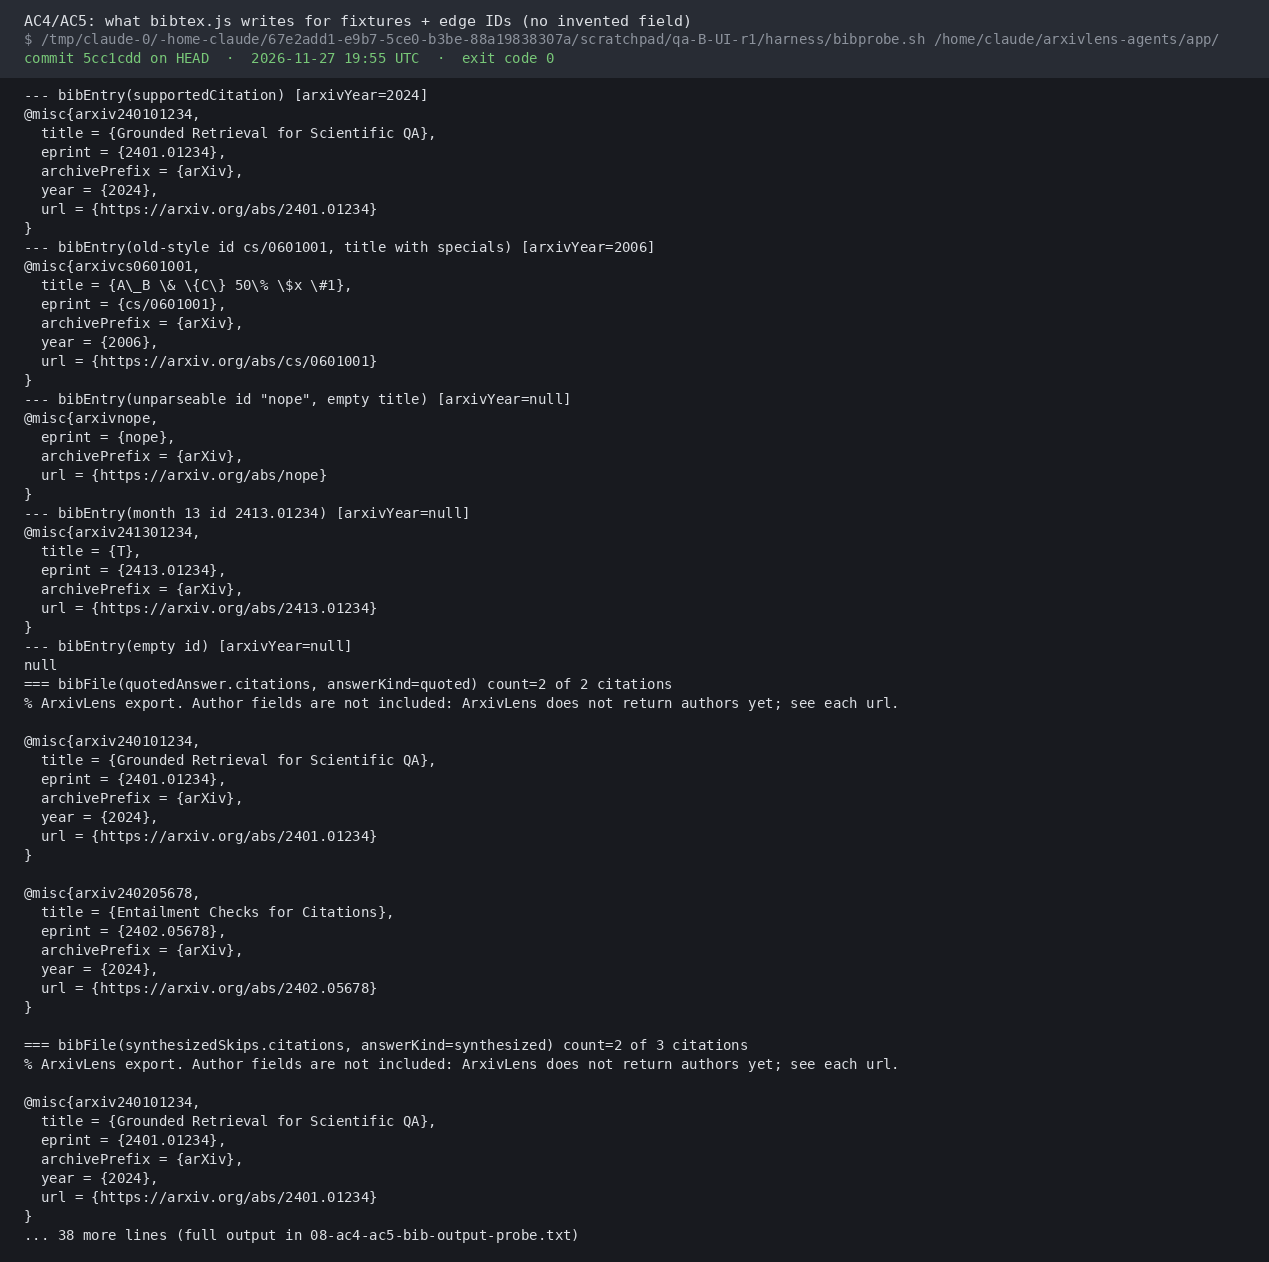 AC4/AC5: what bibtex.js writes for fixtures + edge IDs (no invented field)
$ /tmp/claude-0/-home-claude/67e2add1-e9b7-5ce0-b3be-88a19838307a/scratchpad/qa-B-UI-r1/harness/bibprobe.sh /home/claude/arxivlens-agents/app/
commit 5cc1cdd on HEAD  ·  2026-11-27 19:55 UTC  ·  exit code 0
--- bibEntry(supportedCitation) [arxivYear=2024]
@misc{arxiv240101234,
  title = {Grounded Retrieval for Scientific QA},
  eprint = {2401.01234},
  archivePrefix = {arXiv},
  year = {2024},
  url = {https://arxiv.org/abs/2401.01234}
}
--- bibEntry(old-style id cs/0601001, title with specials) [arxivYear=2006]
@misc{arxivcs0601001,
  title = {A\_B \& \{C\} 50\% \$x \#1},
  eprint = {cs/0601001},
  archivePrefix = {arXiv},
  year = {2006},
  url = {https://arxiv.org/abs/cs/0601001}
}
--- bibEntry(unparseable id "nope", empty title) [arxivYear=null]
@misc{arxivnope,
  eprint = {nope},
  archivePrefix = {arXiv},
  url = {https://arxiv.org/abs/nope}
}
--- bibEntry(month 13 id 2413.01234) [arxivYear=null]
@misc{arxiv241301234,
  title = {T},
  eprint = {2413.01234},
  archivePrefix = {arXiv},
  url = {https://arxiv.org/abs/2413.01234}
}
--- bibEntry(empty id) [arxivYear=null]
null
=== bibFile(quotedAnswer.citations, answerKind=quoted) count=2 of 2 citations
% ArxivLens export. Author fields are not included: ArxivLens does not return authors yet; see each url.

@misc{arxiv240101234,
  title = {Grounded Retrieval for Scientific QA},
  eprint = {2401.01234},
  archivePrefix = {arXiv},
  year = {2024},
  url = {https://arxiv.org/abs/2401.01234}
}

@misc{arxiv240205678,
  title = {Entailment Checks for Citations},
  eprint = {2402.05678},
  archivePrefix = {arXiv},
  year = {2024},
  url = {https://arxiv.org/abs/2402.05678}
}

=== bibFile(synthesizedSkips.citations, answerKind=synthesized) count=2 of 3 citations
% ArxivLens export. Author fields are not included: ArxivLens does not return authors yet; see each url.

@misc{arxiv240101234,
  title = {Grounded Retrieval for Scientific QA},
  eprint = {2401.01234},
  archivePrefix = {arXiv},
  year = {2024},
  url = {https://arxiv.org/abs/2401.01234}
}
... 38 more lines (full output in 08-ac4-ac5-bib-output-probe.txt)